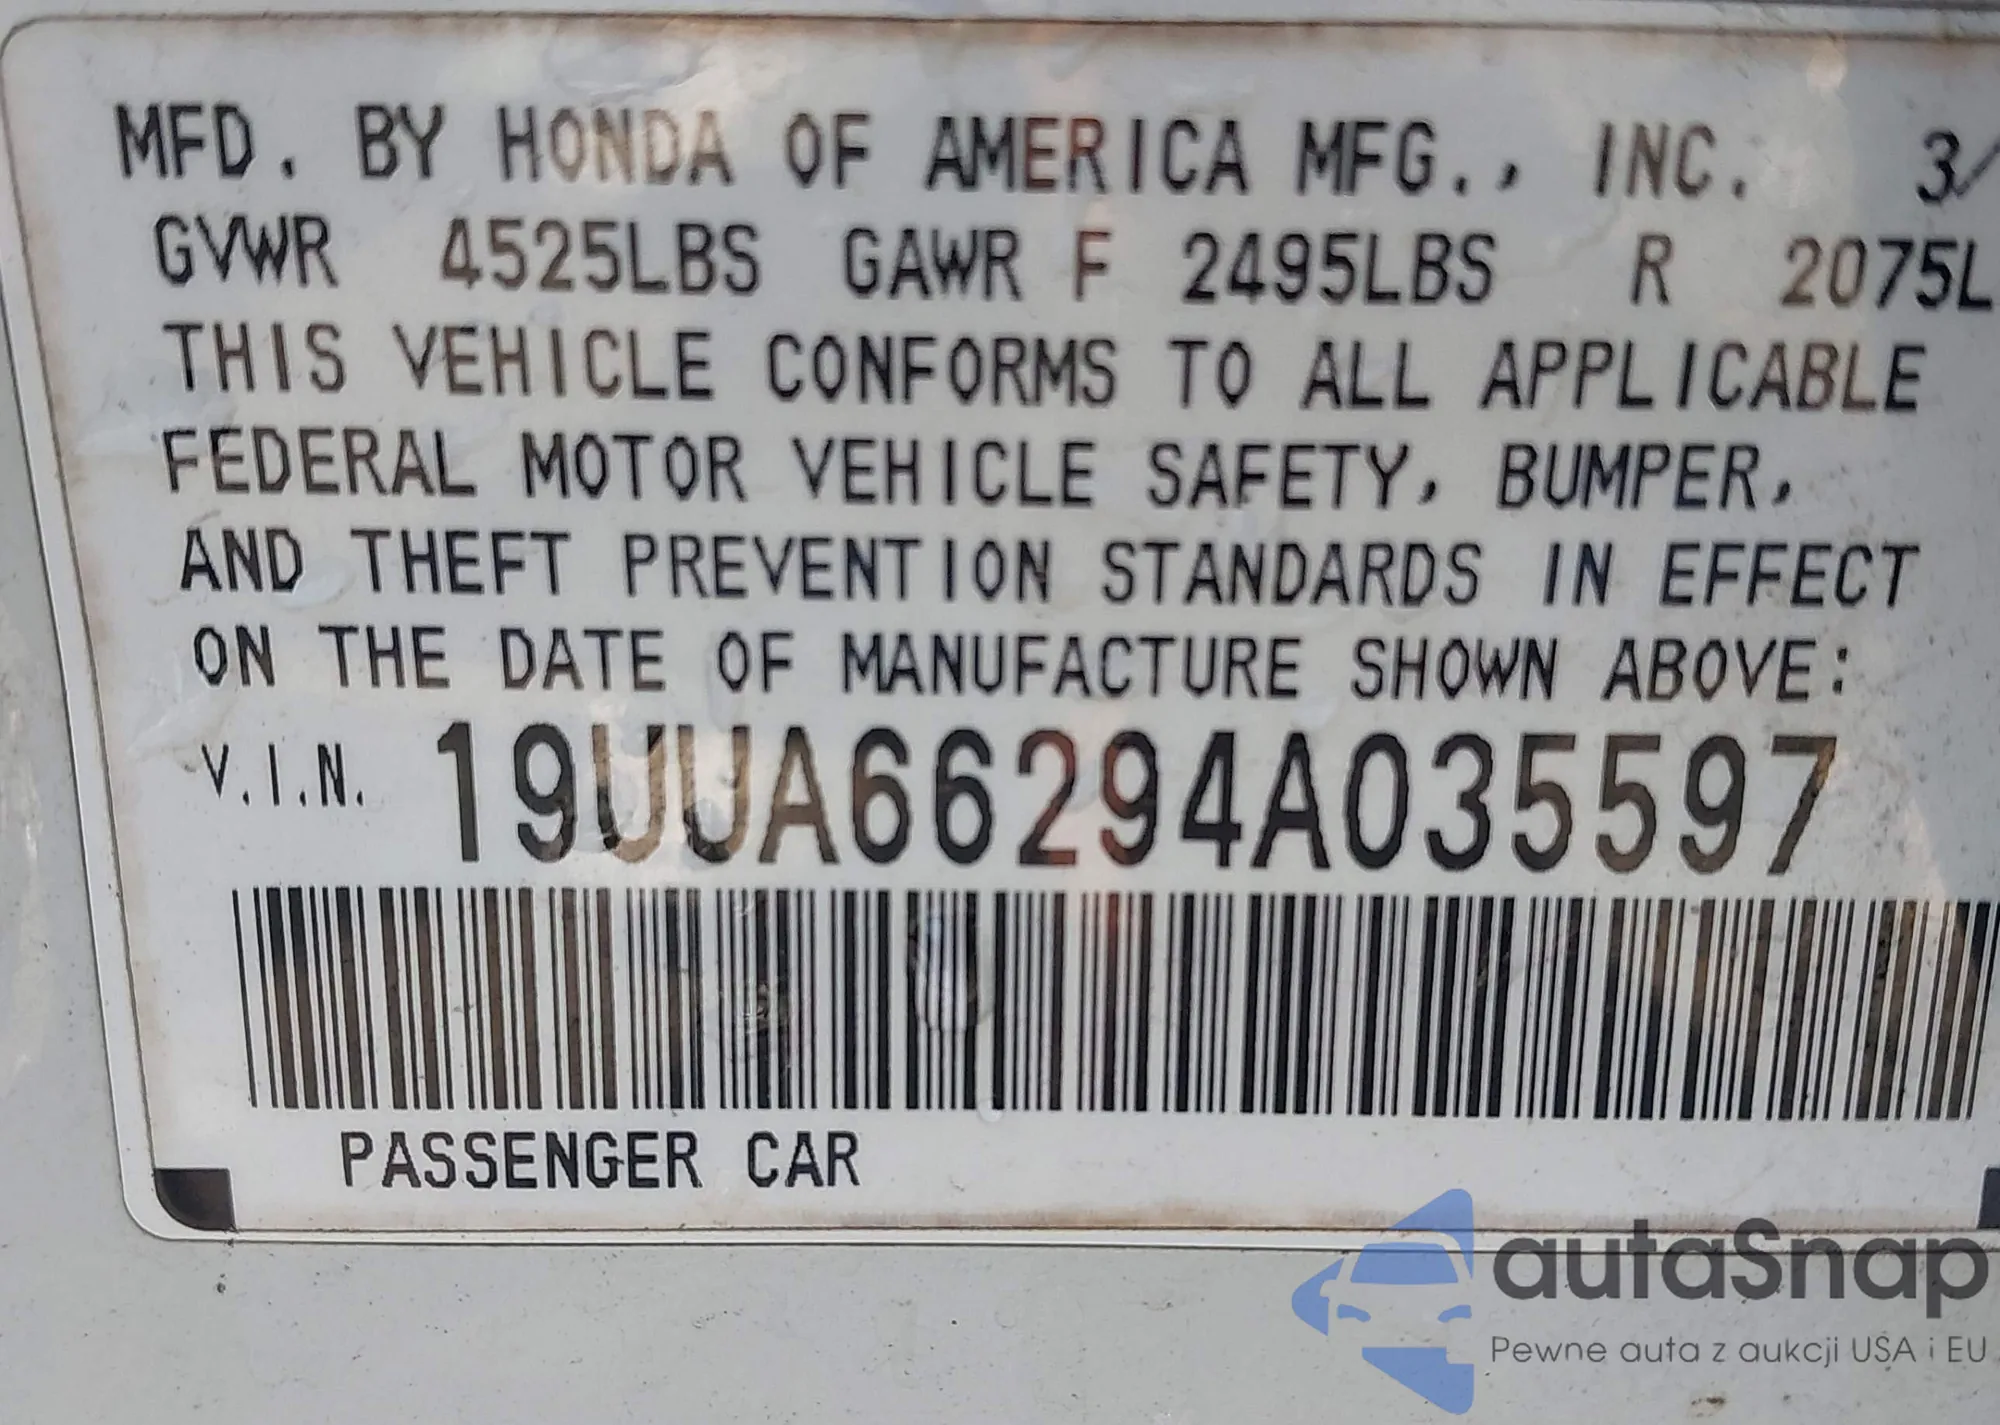 MFD. BY HONDA OF AMERICA MFG., INC. 3/
GVWR 4525LBS GAWR F 2495LBS R 2075L
THIS VEHICLE CONFORMS TO ALL APPLICABLE
FEDERAL MOTOR VEHICLE SAFETY, BUMPER,
AND THEFT PREVENTION STANDARDS IN EFFECT
ON THE DATE OF MANUFACTURE SHOWN ABOVE:
V.I.N. 19UUA66294A035597
PASSENGER CAR
autaSnap
Pewne auta z aukcji USA i EU